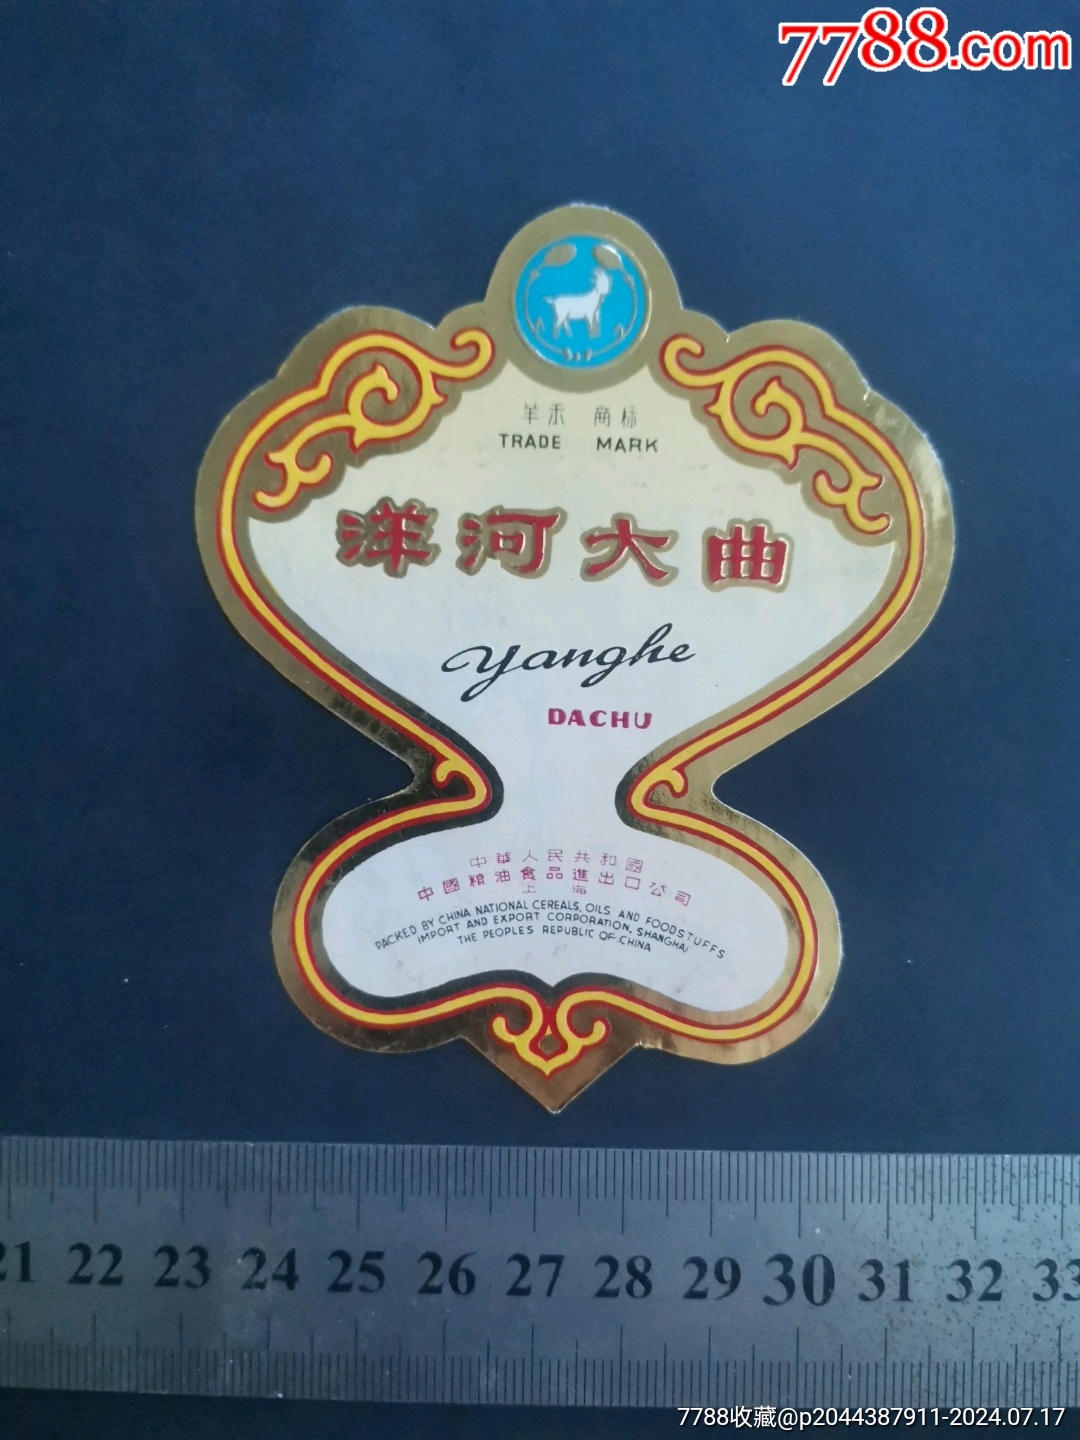 7788.com
羊禾 商标
TRADE MARK
洋河大曲
Yanghe
DACHU
中華人民共和國
中國粮油食品進出口公司
上海
PACKED BY CHINA NATIONAL CEREALS, OILS AND FOODSTUFFS
IMPORT AND EXPORT CORPORATION, SHANGHAI
THE PEOPLES REPUBLIC OF CHINA
21 22 23 24 25 26 27 28 29 30 31 32 33
7788收藏@p2044387911-2024.07.17